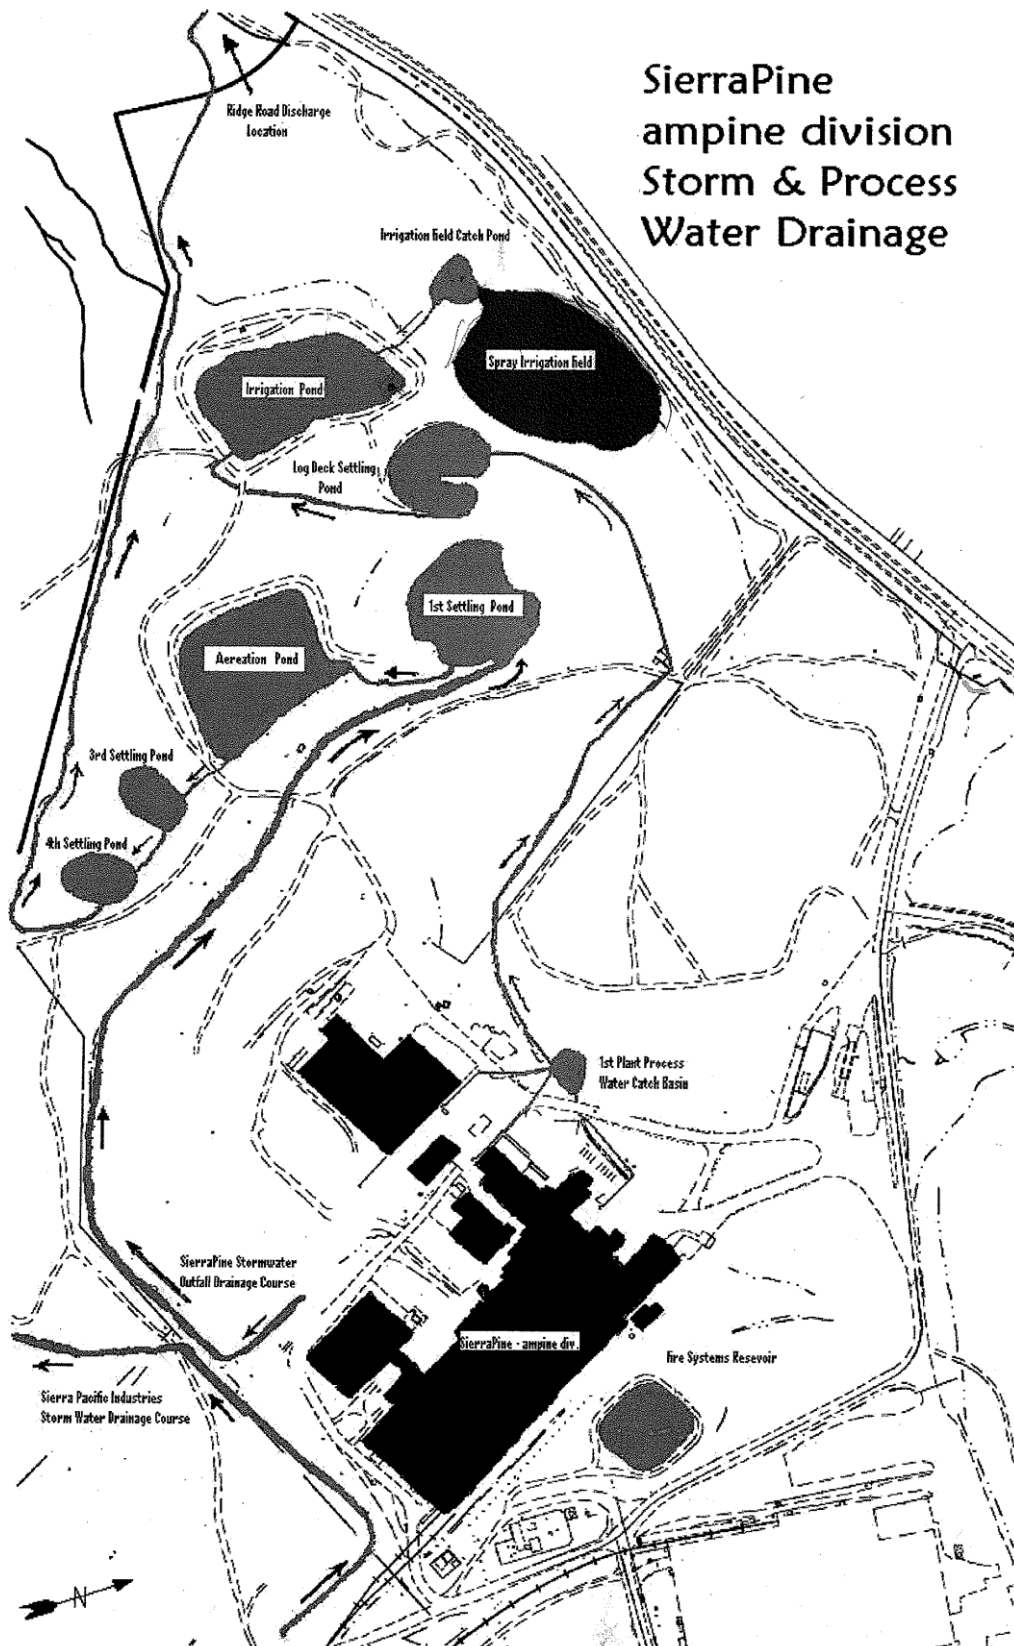 SierraPine
ampine division
Storm & Process
Water Drainage
Ridge Road Discharge
Location
Irrigation field Catch Pond
Spray Irrigation field
Irrigation Pond
Log Deck Settling
Pond
1st Settling Pond
Aereation Pond
3rd Settling Pond
4th Settling Pond
1st Plant Process
Water Catch Basin
SierraPine Stormwater
Outfall Drainage Course
SierraPine - ampine div.
Fire Systems Resevoir
Sierra Pacific Industries
Storm Water Drainage Course
N